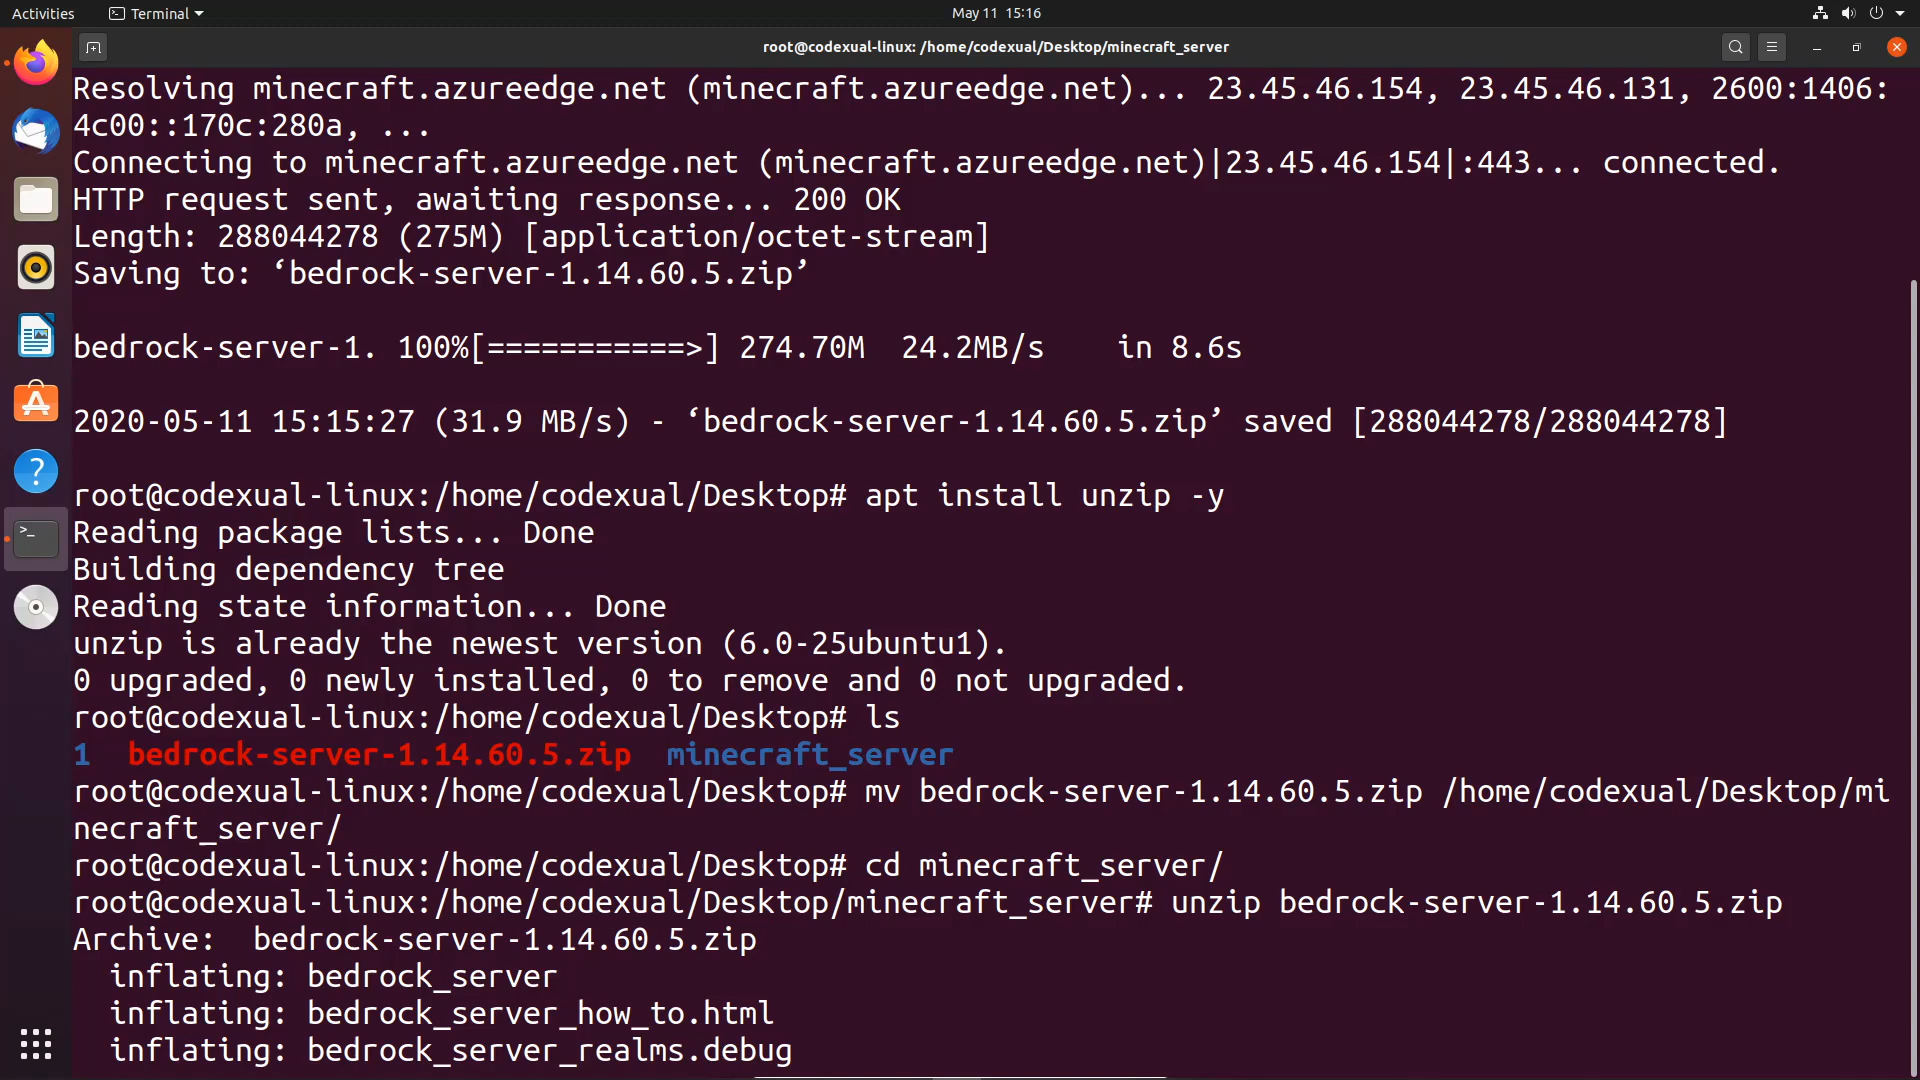 Activities Terminal May 11 15:16
root@codexual-linux: /home/codexual/Desktop/minecraft_server
Resolving minecraft.azureedge.net (minecraft.azureedge.net)... 23.45.46.154, 23.45.46.131, 2600:1406:
4c00::170c:280a, ...
Connecting to minecraft.azureedge.net (minecraft.azureedge.net)|23.45.46.154|:443... connected.
HTTP request sent, awaiting response... 200 OK
Length: 288044278 (275M) [application/octet-stream]
Saving to: ‘bedrock-server-1.14.60.5.zip’
bedrock-server-1. 100%[===========>] 274.70M 24.2MB/s in 8.6s
2020-05-11 15:15:27 (31.9 MB/s) - ‘bedrock-server-1.14.60.5.zip’ saved [288044278/288044278]
root@codexual-linux:/home/codexual/Desktop# apt install unzip -y
Reading package lists... Done
Building dependency tree
Reading state information... Done
unzip is already the newest version (6.0-25ubuntu1).
0 upgraded, 0 newly installed, 0 to remove and 0 not upgraded.
root@codexual-linux:/home/codexual/Desktop# ls
1 bedrock-server-1.14.60.5.zip minecraft_server
root@codexual-linux:/home/codexual/Desktop# mv bedrock-server-1.14.60.5.zip /home/codexual/Desktop/mi
necraft_server/
root@codexual-linux:/home/codexual/Desktop# cd minecraft_server/
root@codexual-linux:/home/codexual/Desktop/minecraft_server# unzip bedrock-server-1.14.60.5.zip
Archive: bedrock-server-1.14.60.5.zip
inflating: bedrock_server
inflating: bedrock_server_how_to.html
inflating: bedrock_server_realms.debug